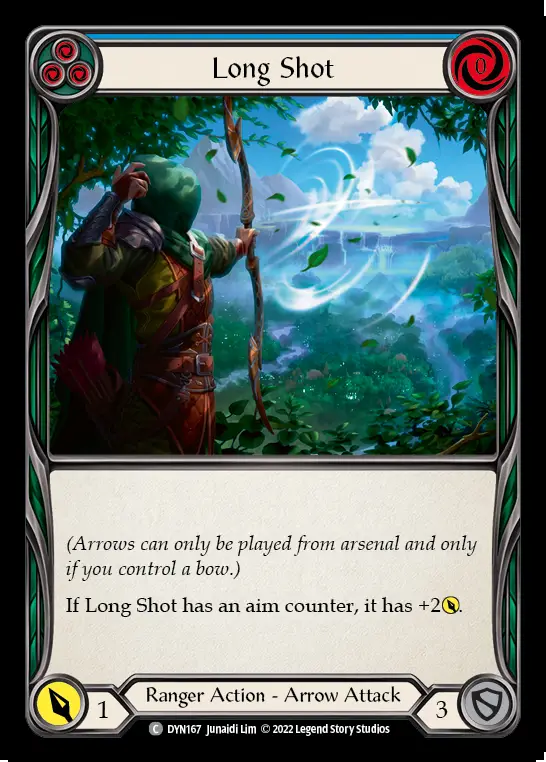 Long Shot
0
(Arrows can only be played from arsenal and only
if you control a bow.)
If Long Shot has an aim counter, it has +2.
1
Ranger Action - Arrow Attack
3
C DYN167 Junaidi Lim © 2022 Legend Story Studios